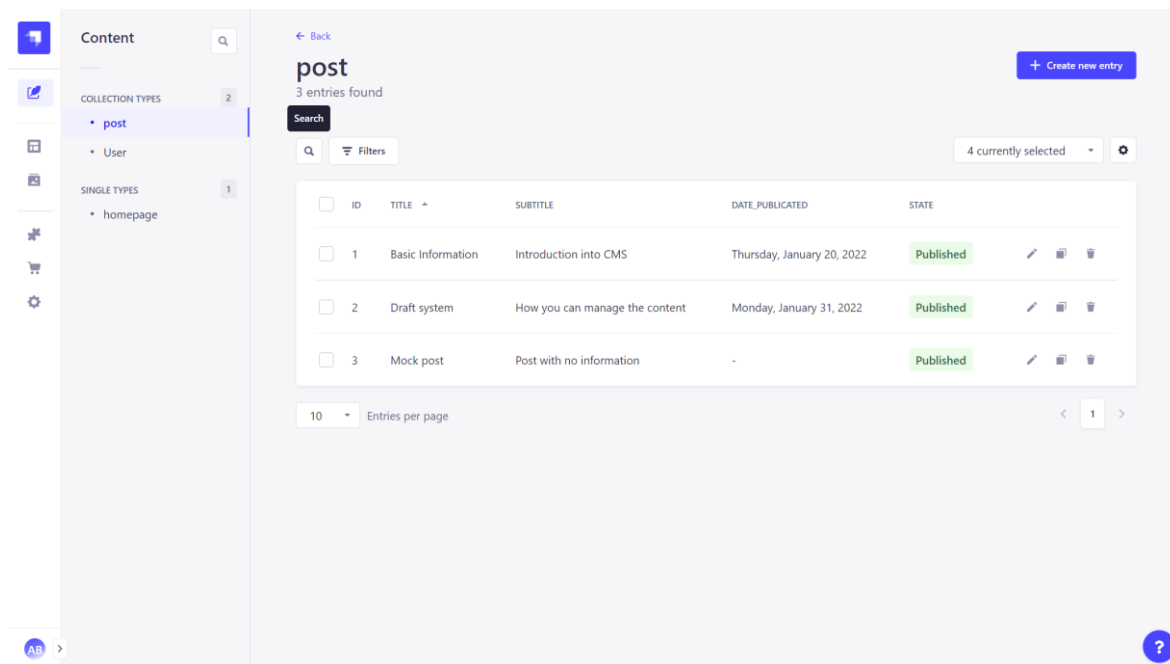 Content
COLLECTION TYPES 2
• post
• User
SINGLE TYPES 1
• homepage
AB
← Back
post
3 entries found
+ Create new entry
Search
Filters
4 currently selected
ID TITLE SUBTITLE DATE_PUBLICATED STATE
1 Basic Information Introduction into CMS Thursday, January 20, 2022 Published
2 Draft system How you can manage the content Monday, January 31, 2022 Published
3 Mock post Post with no information - Published
10 Entries per page
< 1 >
?